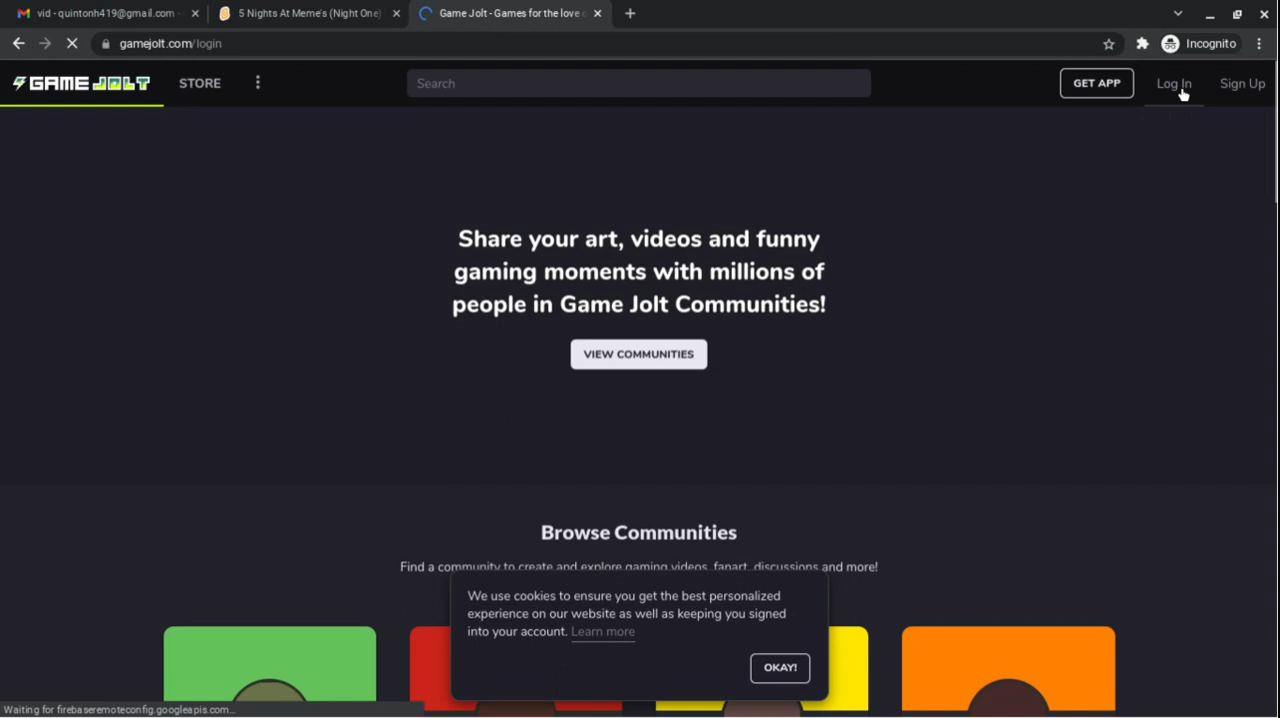 vid - quintonh419@gmail.com -
5 Nights At Meme's (Night One)
Game Jolt - Games for the love o
gamejolt.com/login
Incognito
GAME JOLT
STORE
Search
GET APP
Log In
Sign Up
Share your art, videos and funny
gaming moments with millions of
people in Game Jolt Communities!
VIEW COMMUNITIES
Browse Communities
Find a community to create and explore gaming videos, fanart, discussions and more!
We use cookies to ensure you get the best personalized
experience on our website as well as keeping you signed
into your account. Learn more
OKAY!
Waiting for firebaseremoteconfig.googleapis.com...